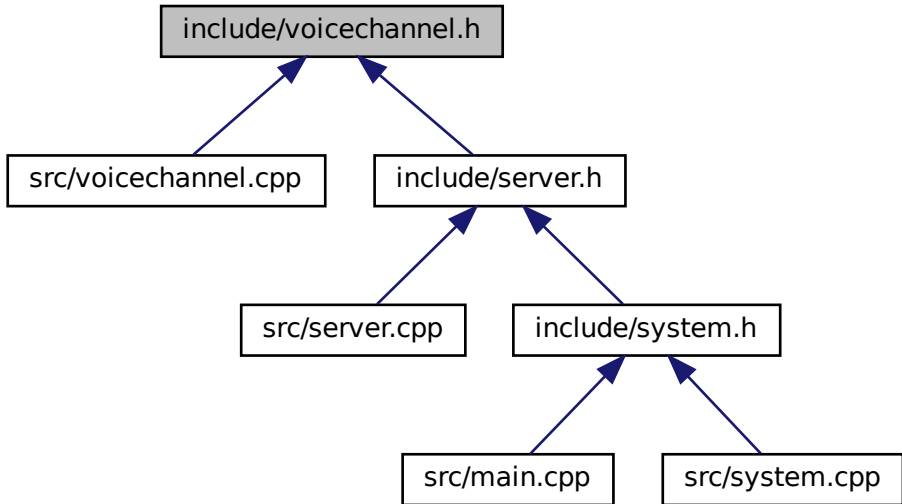 include/voicechannel.h
src/voicechannel.cpp
include/server.h
src/server.cpp
include/system.h
src/main.cpp
src/system.cpp